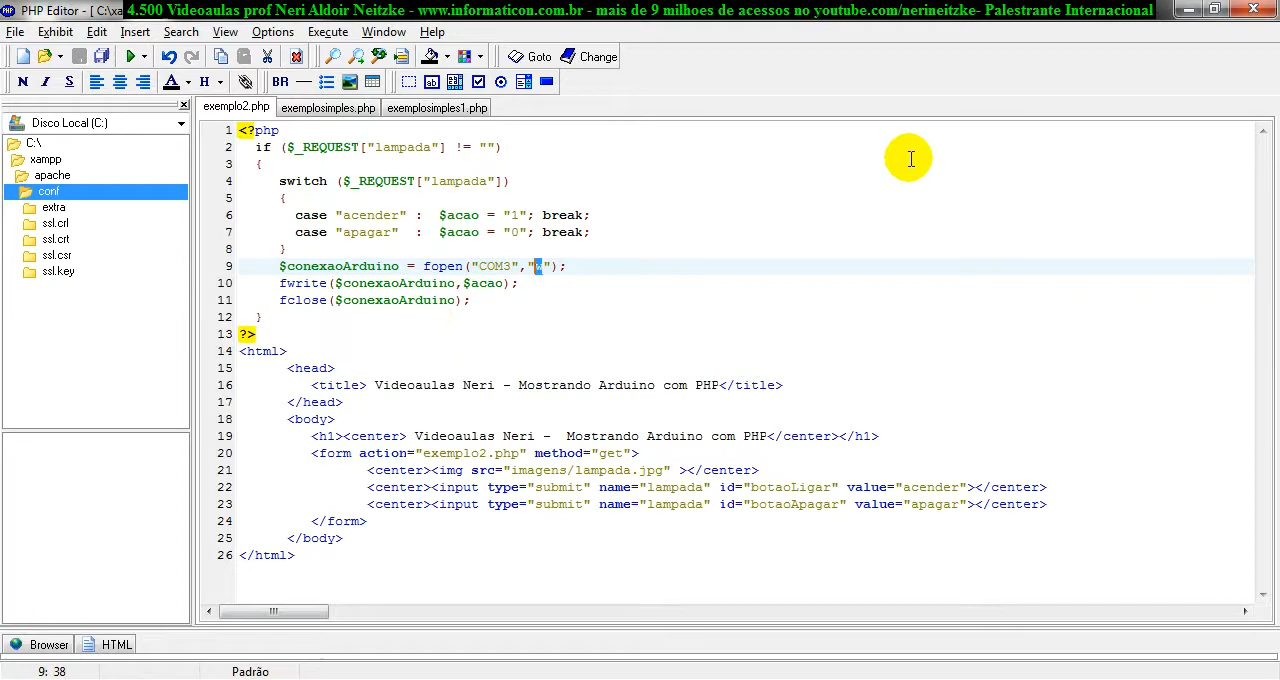 PHP Editor - [ C:\xa
4.500 Videoaulas prof Neri Aldoir Neitzke - www.informaticon.com.br - mais de 9 milhoes de acessos no youtube.com/nerineitzke- Palestrante Internacional
File Exhibit Edit Insert Search View Options Execute Window Help
Goto Change
N I S A H BR
Disco Local (C:)
C:\
xampp
apache
conf
extra
ssl.crl
ssl.crt
ssl.csr
ssl.key
exemplo2.php exemplosimples.php exemplosimples1.php
1 <?php
2 if ($_REQUEST["lampada"] != "")
3 {
4 switch ($_REQUEST["lampada"])
5 {
6 case "acender" : $acao = "1"; break;
7 case "apagar" : $acao = "0"; break;
8 }
9 $conexaoArduino = fopen("COM3","w");
10 fwrite($conexaoArduino,$acao);
11 fclose($conexaoArduino);
12 }
13 ?>
14 <html>
15 <head>
16 <title> Videoaulas Neri - Mostrando Arduino com PHP</title>
17 </head>
18 <body>
19 <h1><center> Videoaulas Neri -  Mostrando Arduino com PHP</center></h1>
20 <form action="exemplo2.php" method="get">
21 <center><img src="imagens/lampada.jpg" ></center>
22 <center><input type="submit" name="lampada" id="botaoLigar" value="acender"></center>
23 <center><input type="submit" name="lampada" id="botaoApagar" value="apagar"></center>
24 </form>
25 </body>
26 </html>
Browser HTML
9: 38 Padrão